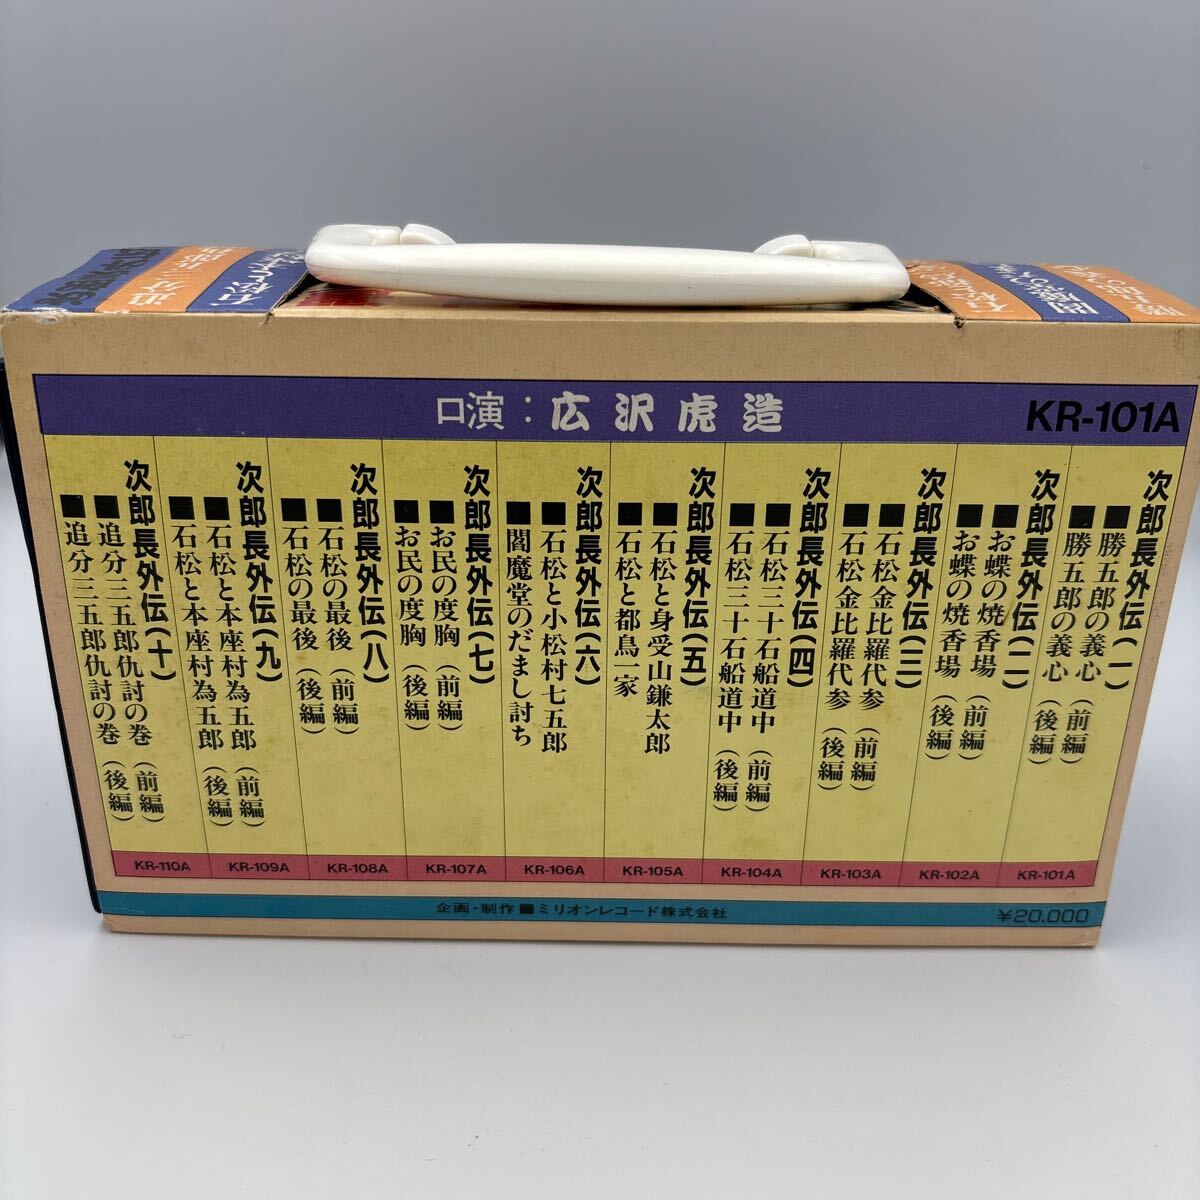 口演：広沢虎造
KR-101A
次郎長外伝(一)
■勝五郎の義心(前編)
■勝五郎の義心(後編)
KR-101A
次郎長外伝(二)
■お蝶の焼香場(前編)
■お蝶の焼香場(後編)
KR-102A
次郎長外伝(三)
■石松金比羅代参(前編)
■石松金比羅代参(後編)
KR-103A
次郎長外伝(四)
■石松三十石船道中(前編)
■石松三十石船道中(後編)
KR-104A
次郎長外伝(五)
■石松と身受山鎌太郎
■石松と都鳥一家
KR-105A
次郎長外伝(六)
■石松と小松村七五郎
■閻魔堂のだまし討ち
KR-106A
次郎長外伝(七)
■お民の度胸(前編)
■お民の度胸(後編)
KR-107A
次郎長外伝(八)
■石松の最後(前編)
■石松の最後(後編)
KR-108A
次郎長外伝(九)
■石松と本座村為五郎(前編)
■石松と本座村為五郎(後編)
KR-109A
次郎長外伝(十)
■追分三五郎仇討の巻(前編)
■追分三五郎仇討の巻(後編)
KR-110A
企画・制作■ミリオンレコード株式会社
¥20,000